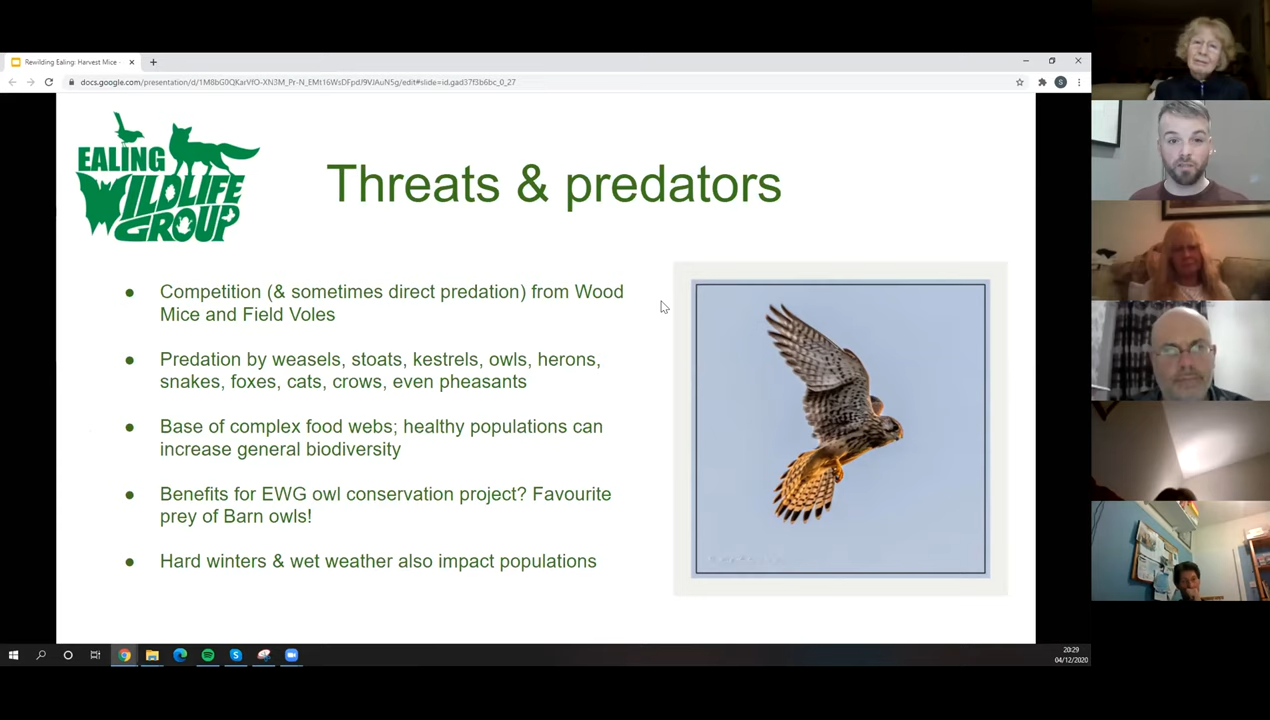 Rewilding Ealing: Harvest Mice
docs.google.com/presentation/d/1M8bG0QKarVfO-XN3M_Pr-N_EMt16WsDFpdJ9VJAuN5g/edit#slide=id.gad37f3b6bc_0_27
S
EALING
WILDLIFE
GROUP
Threats & predators
● Competition (& sometimes direct predation) from Wood
Mice and Field Voles
● Predation by weasels, stoats, kestrels, owls, herons,
snakes, foxes, cats, crows, even pheasants
● Base of complex food webs; healthy populations can
increase general biodiversity
● Benefits for EWG owl conservation project? Favourite
prey of Barn owls!
● Hard winters & wet weather also impact populations
20:29
04/12/2020